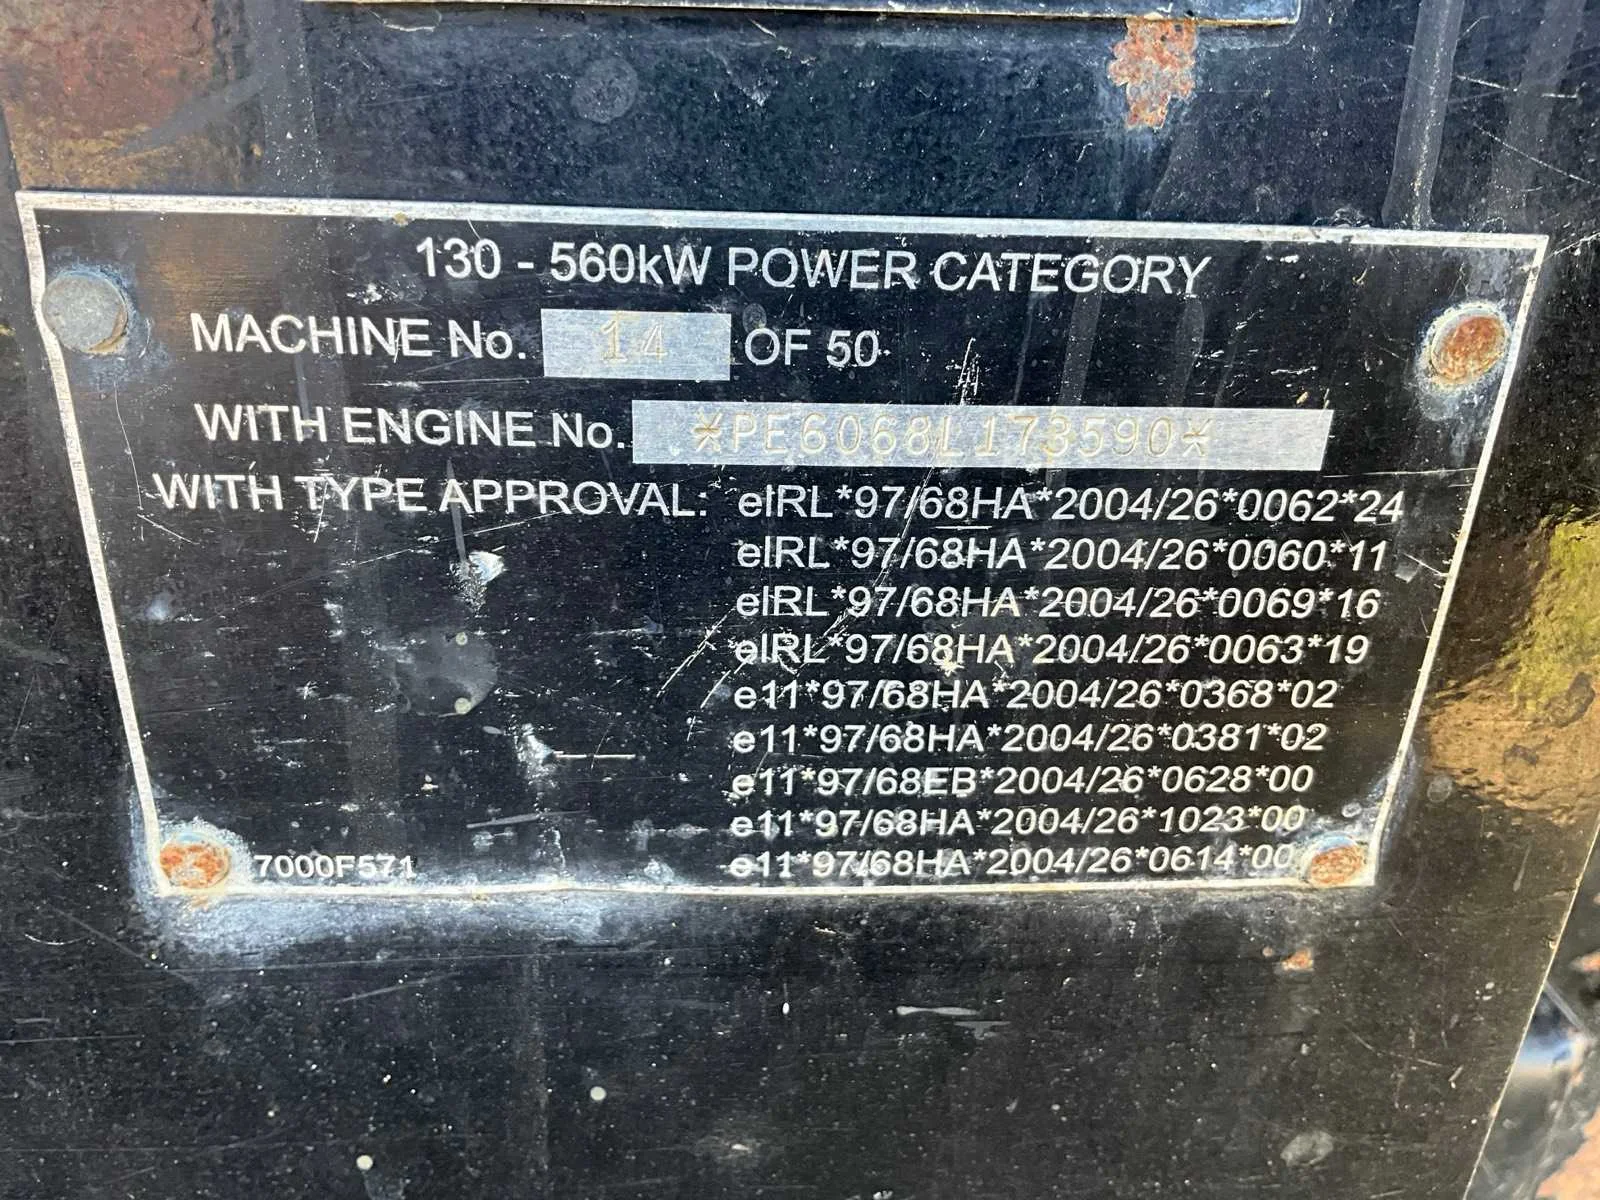 130 - 560kW POWER CATEGORY
MACHINE No. 14 OF 50
WITH ENGINE No. *PE6068L173590*
WITH TYPE APPROVAL: eIRL*97/68HA*2004/26*0062*24
eIRL*97/68HA*2004/26*0060*11
eIRL*97/68HA*2004/26*0069*16
eIRL*97/68HA*2004/26*0063*19
e11*97/68HA*2004/26*0368*02
e11*97/68HA*2004/26*0381*02
e11*97/68EB*2004/26*0628*00
e11*97/68HA*2004/26*1023*00
e11*97/68HA*2004/26*0614*00
7000F571